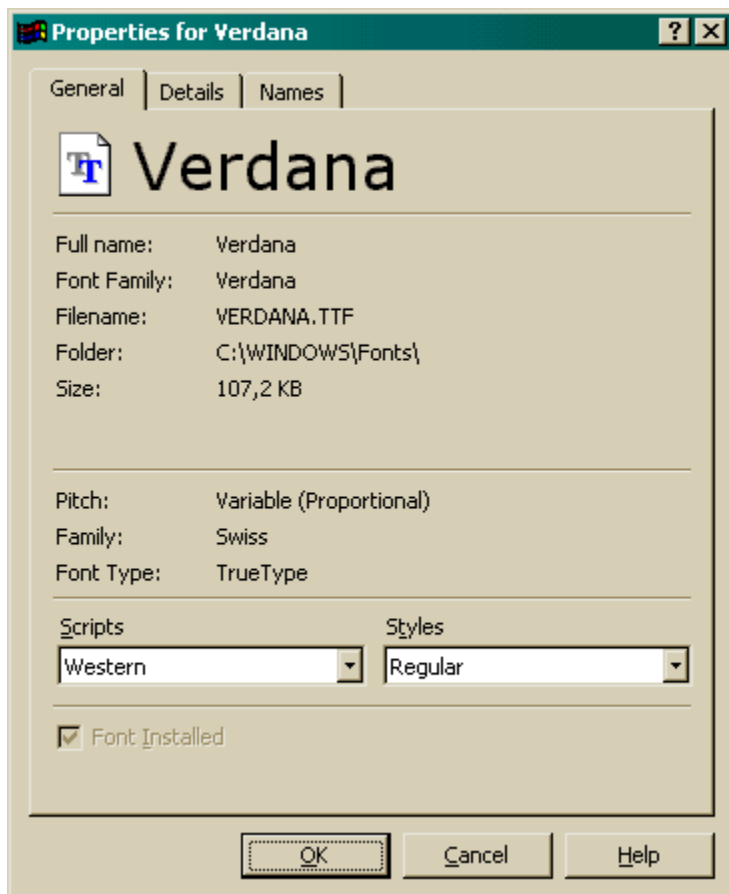 Properties for Verdana
General Details Names
Verdana
Full name: Verdana
Font Family: Verdana
Filename: VERDANA.TTF
Folder: C:\WINDOWS\Fonts\
Size: 107,2 KB
Pitch: Variable (Proportional)
Family: Swiss
Font Type: TrueType
Scripts Styles
Western Regular
Font Installed
OK Cancel Help